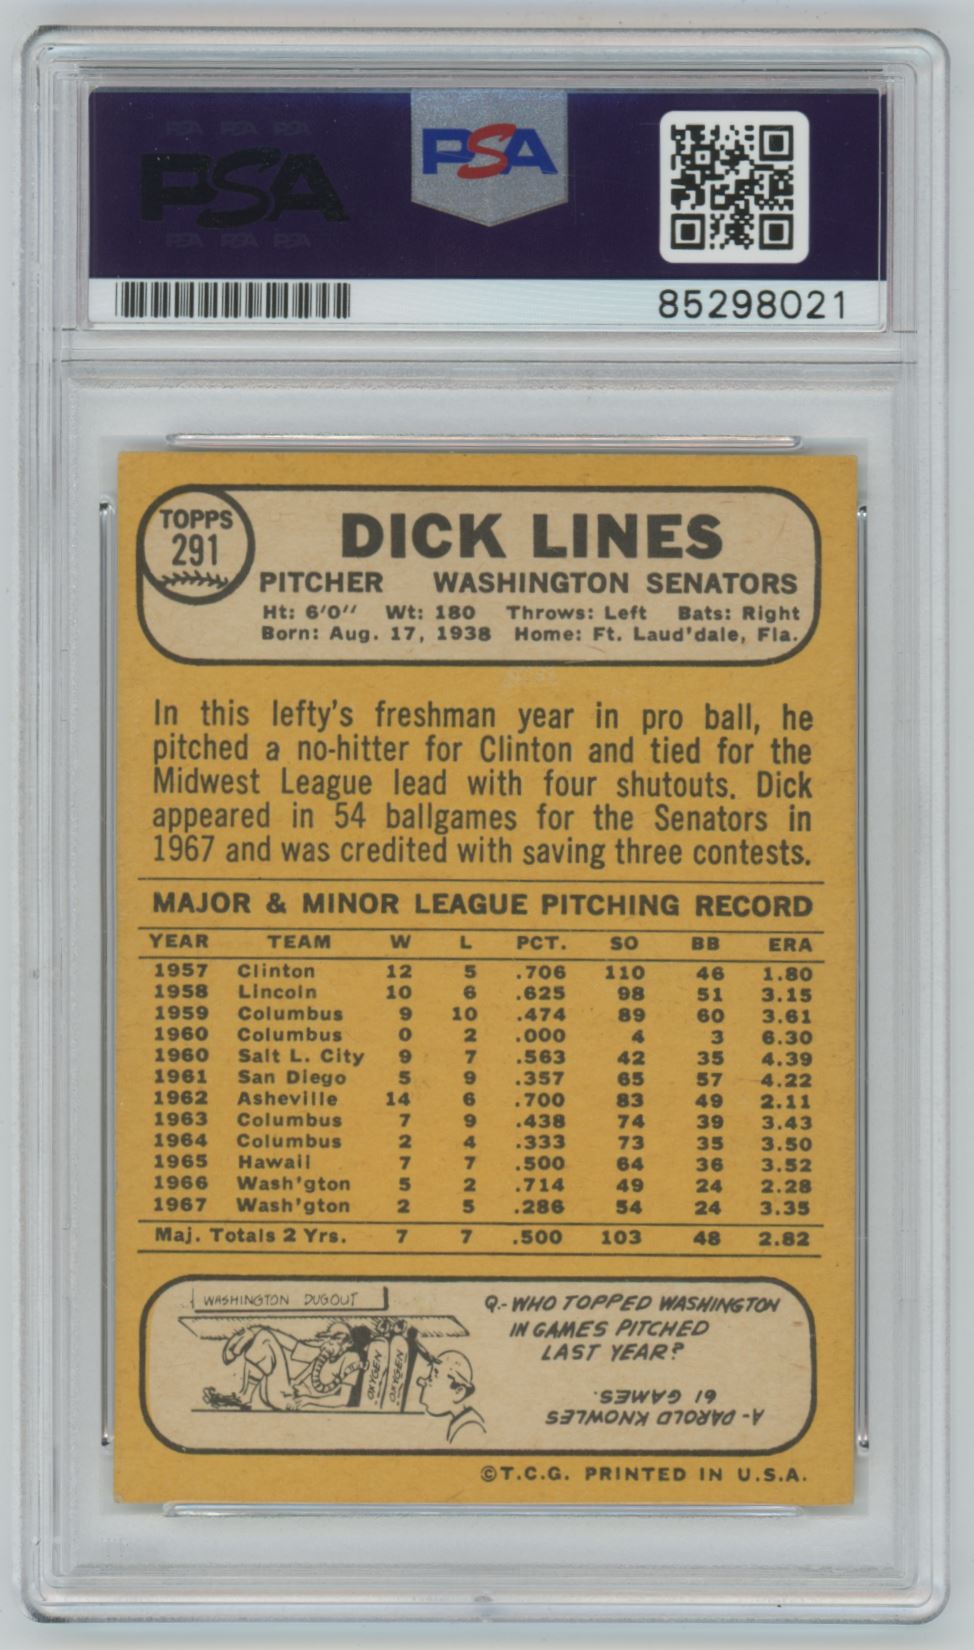 PSA PSA PSA
PSA
PSA PSA PSA
PSA
85298021
TOPPS
291
DICK LINES
PITCHER WASHINGTON SENATORS
Ht: 6'0" Wt: 180 Throws: Left Bats: Right
Born: Aug. 17, 1938 Home: Ft. Laud'dale, Fla.
In this lefty's freshman year in pro ball, he
pitched a no-hitter for Clinton and tied for the
Midwest League lead with four shutouts. Dick
appeared in 54 ballgames for the Senators in
1967 and was credited with saving three contests.
MAJOR & MINOR LEAGUE PITCHING RECORD
YEAR TEAM W L PCT. SO BB ERA
1957 Clinton 12 5 .706 110 46 1.80
1958 Lincoln 10 6 .625 98 51 3.15
1959 Columbus 9 10 .474 89 60 3.61
1960 Columbus 0 2 .000 4 3 6.30
1960 Salt L. City 9 7 .563 42 35 4.39
1961 San Diego 5 9 .357 65 57 4.22
1962 Asheville 14 6 .700 83 49 2.11
1963 Columbus 7 9 .438 74 39 3.43
1964 Columbus 2 4 .333 73 35 3.50
1965 Hawaii 7 7 .500 64 36 3.52
1966 Wash'gton 5 2 .714 49 24 2.28
1967 Wash'gton 2 5 .286 54 24 3.35
Maj. Totals 2 Yrs. 7 7 .500 103 48 2.82
WASHINGTON DUGOUT
OXYGEN
OXYGEN
Q.- WHO TOPPED WASHINGTON
IN GAMES PITCHED
LAST YEAR?
A- DAROLD KNOWLES
61 GAMES.
©T.C.G. PRINTED IN U.S.A.